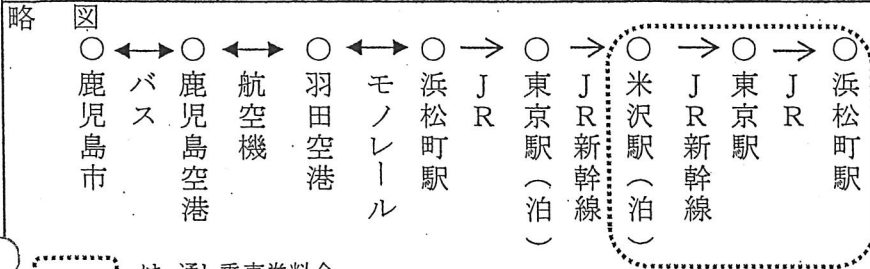 略　図
○ ↔ ○ ↔ ○ ↔ ○ → ○ → ○ → ○ → ○
鹿児島市
バス
鹿児島空港
航空機
羽田空港
モノレール
浜松町駅
JR
東京駅（泊）
JR新幹線
米沢駅（泊）
JR新幹線
東京駅
JR
浜松町駅
は、通し乗車券料金